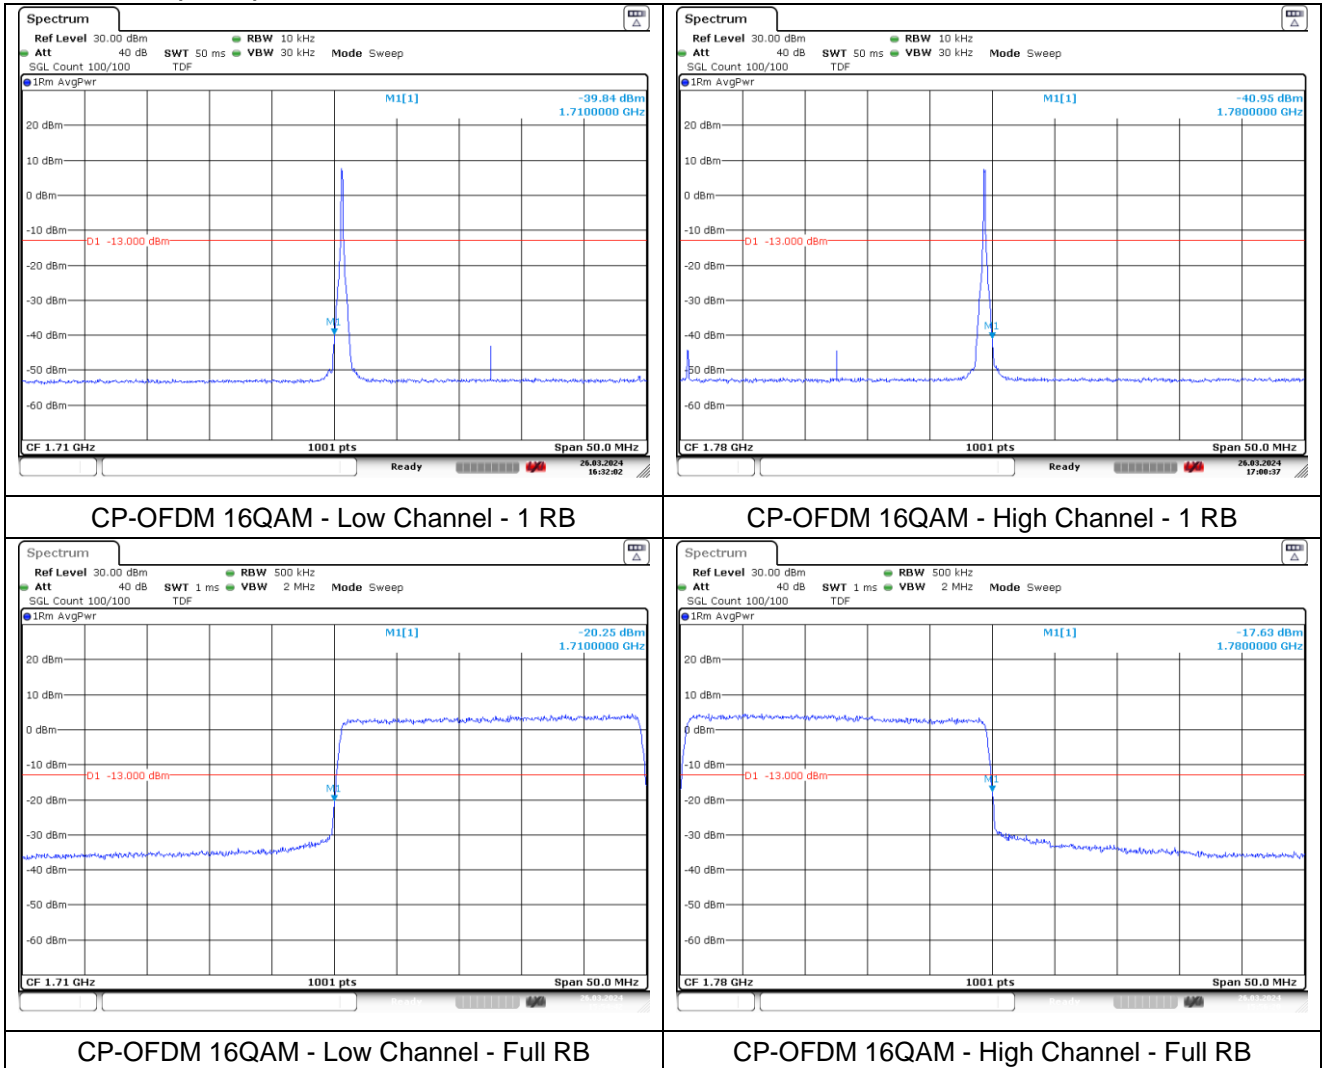 Spectrum
Ref Level 30.00 dBm RBW 10 kHz
Att 40 dB SWT 50 ms VBW 30 kHz Mode Sweep
SGL Count 100/100 TDF
1Rm AvgPwr
M1[1] -39.84 dBm
1.7100000 GHz
20 dBm
10 dBm
0 dBm
-10 dBm
D1 -13.000 dBm
-20 dBm
-30 dBm
M1
-40 dBm
-50 dBm
-60 dBm
CF 1.71 GHz 1001 pts Span 50.0 MHz
Ready 26.03.2024
16:32:02
CP-OFDM 16QAM - Low Channel - 1 RB
Spectrum
Ref Level 30.00 dBm RBW 10 kHz
Att 40 dB SWT 50 ms VBW 30 kHz Mode Sweep
SGL Count 100/100 TDF
1Rm AvgPwr
M1[1] -40.95 dBm
1.7800000 GHz
20 dBm
10 dBm
0 dBm
-10 dBm
D1 -13.000 dBm
-20 dBm
-30 dBm
M1
-40 dBm
-50 dBm
-60 dBm
CF 1.78 GHz 1001 pts Span 50.0 MHz
Ready 26.03.2024
17:00:37
CP-OFDM 16QAM - High Channel - 1 RB
Spectrum
Ref Level 30.00 dBm RBW 500 kHz
Att 40 dB SWT 1 ms VBW 2 MHz Mode Sweep
SGL Count 100/100 TDF
1Rm AvgPwr
M1[1] -20.25 dBm
1.7100000 GHz
20 dBm
10 dBm
0 dBm
-10 dBm
D1 -13.000 dBm
M1
-20 dBm
-30 dBm
-40 dBm
-50 dBm
-60 dBm
CF 1.71 GHz 1001 pts Span 50.0 MHz
Ready 26.03.2024
CP-OFDM 16QAM - Low Channel - Full RB
Spectrum
Ref Level 30.00 dBm RBW 500 kHz
Att 40 dB SWT 1 ms VBW 2 MHz Mode Sweep
SGL Count 100/100 TDF
1Rm AvgPwr
M1[1] -17.63 dBm
1.7800000 GHz
20 dBm
10 dBm
0 dBm
-10 dBm
D1 -13.000 dBm
M1
-20 dBm
-30 dBm
-40 dBm
-50 dBm
-60 dBm
CF 1.78 GHz 1001 pts Span 50.0 MHz
Ready 26.03.2024
CP-OFDM 16QAM - High Channel - Full RB